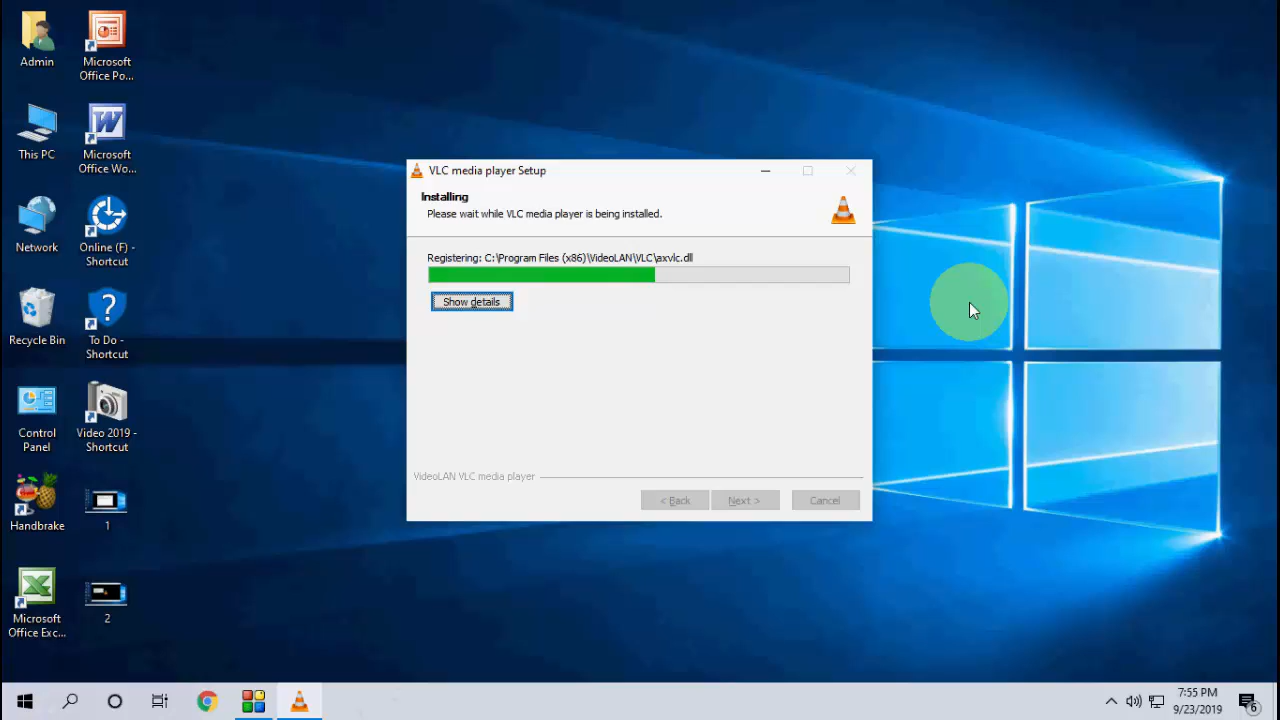 Admin
Microsoft
Office Po...
This PC
Microsoft
Office Wo...
Network
Online (F) -
Shortcut
Recycle Bin
To Do -
Shortcut
Control
Panel
Video 2019 -
Shortcut
Handbrake
1
Microsoft
Office Exc...
2
VLC media player Setup
Installing
Please wait while VLC media player is being installed.
Registering: C:\Program Files (x86)\VideoLAN\VLC\axvlc.dll
Show details
VideoLAN VLC media player
< Back
Next >
Cancel
7:55 PM
9/23/2019
6